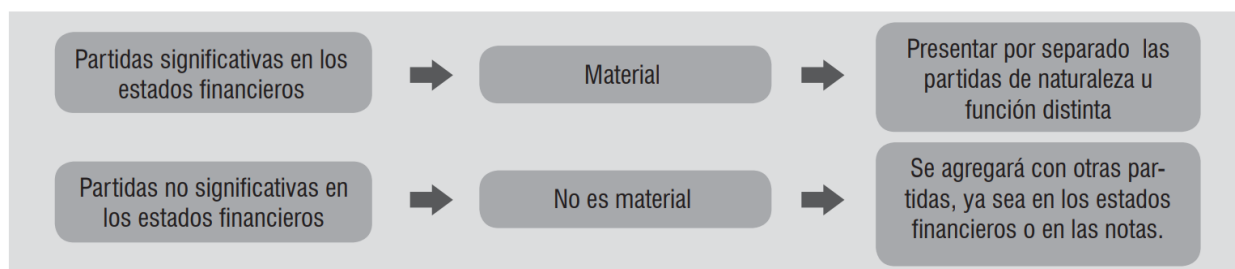 Partidas significativas en los
estados financieros
Material
Presentar por separado las
partidas de naturaleza u
función distinta
Partidas no significativas en
los estados financieros
No es material
Se agregará con otras par-
tidas, ya sea en los estados
financieros o en las notas.